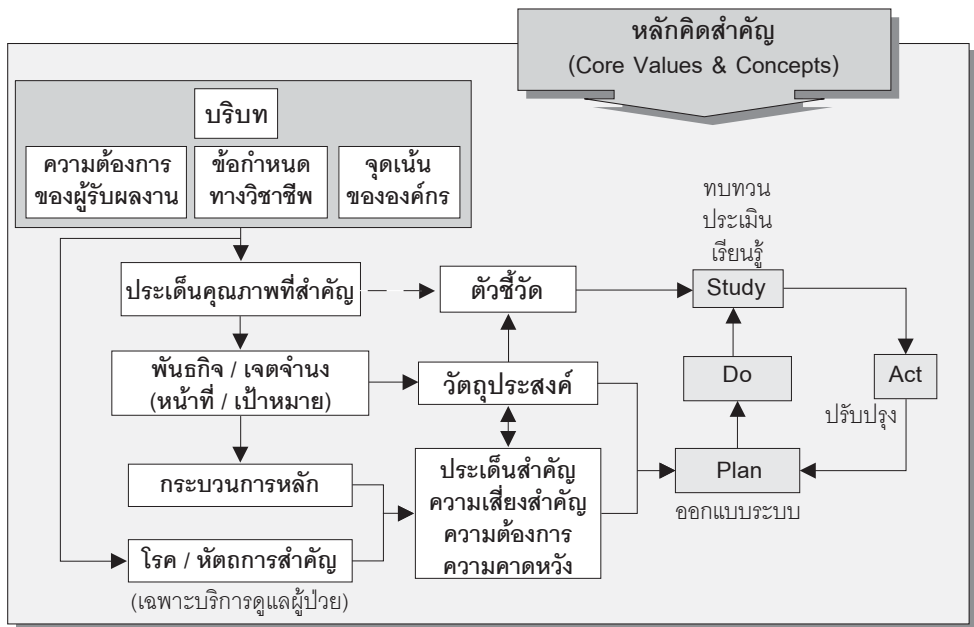 หลักคิดสำคัญ
(Core Values & Concepts)
บริบท
ความต้องการ
ของผู้รับผลงาน
ข้อกำหนด
ทางวิชาชีพ
จุดเน้น
ขององค์กร
ประเด็นคุณภาพที่สำคัญ
ตัวชี้วัด
ทบทวน
ประเมิน
เรียนรู้
Study
พันธกิจ / เจตจำนง
(หน้าที่ / เป้าหมาย)
วัตถุประสงค์
Do
Act
ปรับปรุง
กระบวนการหลัก
ประเด็นสำคัญ
ความเสี่ยงสำคัญ
ความต้องการ
ความคาดหวัง
Plan
ออกแบบระบบ
โรค / หัตถการสำคัญ
(เฉพาะบริการดูแลผู้ป่วย)